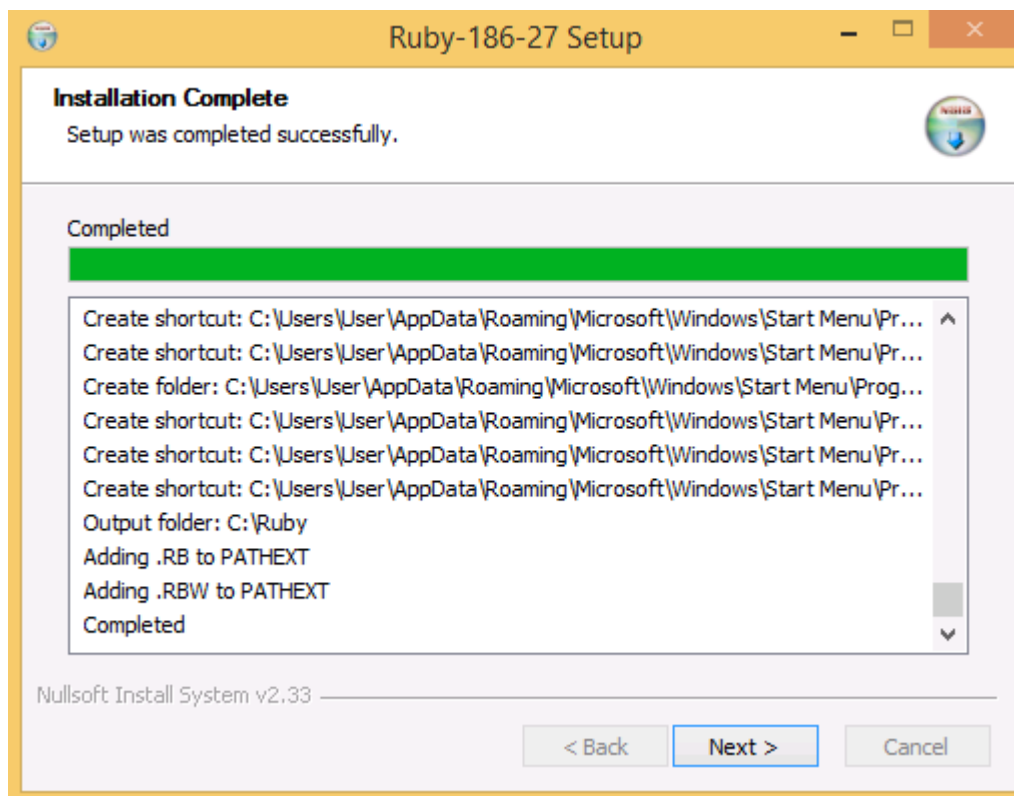 Ruby-186-27 Setup
Installation Complete
Setup was completed successfully.
Completed
Create shortcut: C:\Users\User\AppData\Roaming\Microsoft\Windows\Start Menu\Pr...
Create shortcut: C:\Users\User\AppData\Roaming\Microsoft\Windows\Start Menu\Pr...
Create folder: C:\Users\User\AppData\Roaming\Microsoft\Windows\Start Menu\Prog...
Create shortcut: C:\Users\User\AppData\Roaming\Microsoft\Windows\Start Menu\Pr...
Create shortcut: C:\Users\User\AppData\Roaming\Microsoft\Windows\Start Menu\Pr...
Create shortcut: C:\Users\User\AppData\Roaming\Microsoft\Windows\Start Menu\Pr...
Output folder: C:\Ruby
Adding .RB to PATHEXT
Adding .RBW to PATHEXT
Completed
Nullsoft Install System v2.33
< Back Next > Cancel